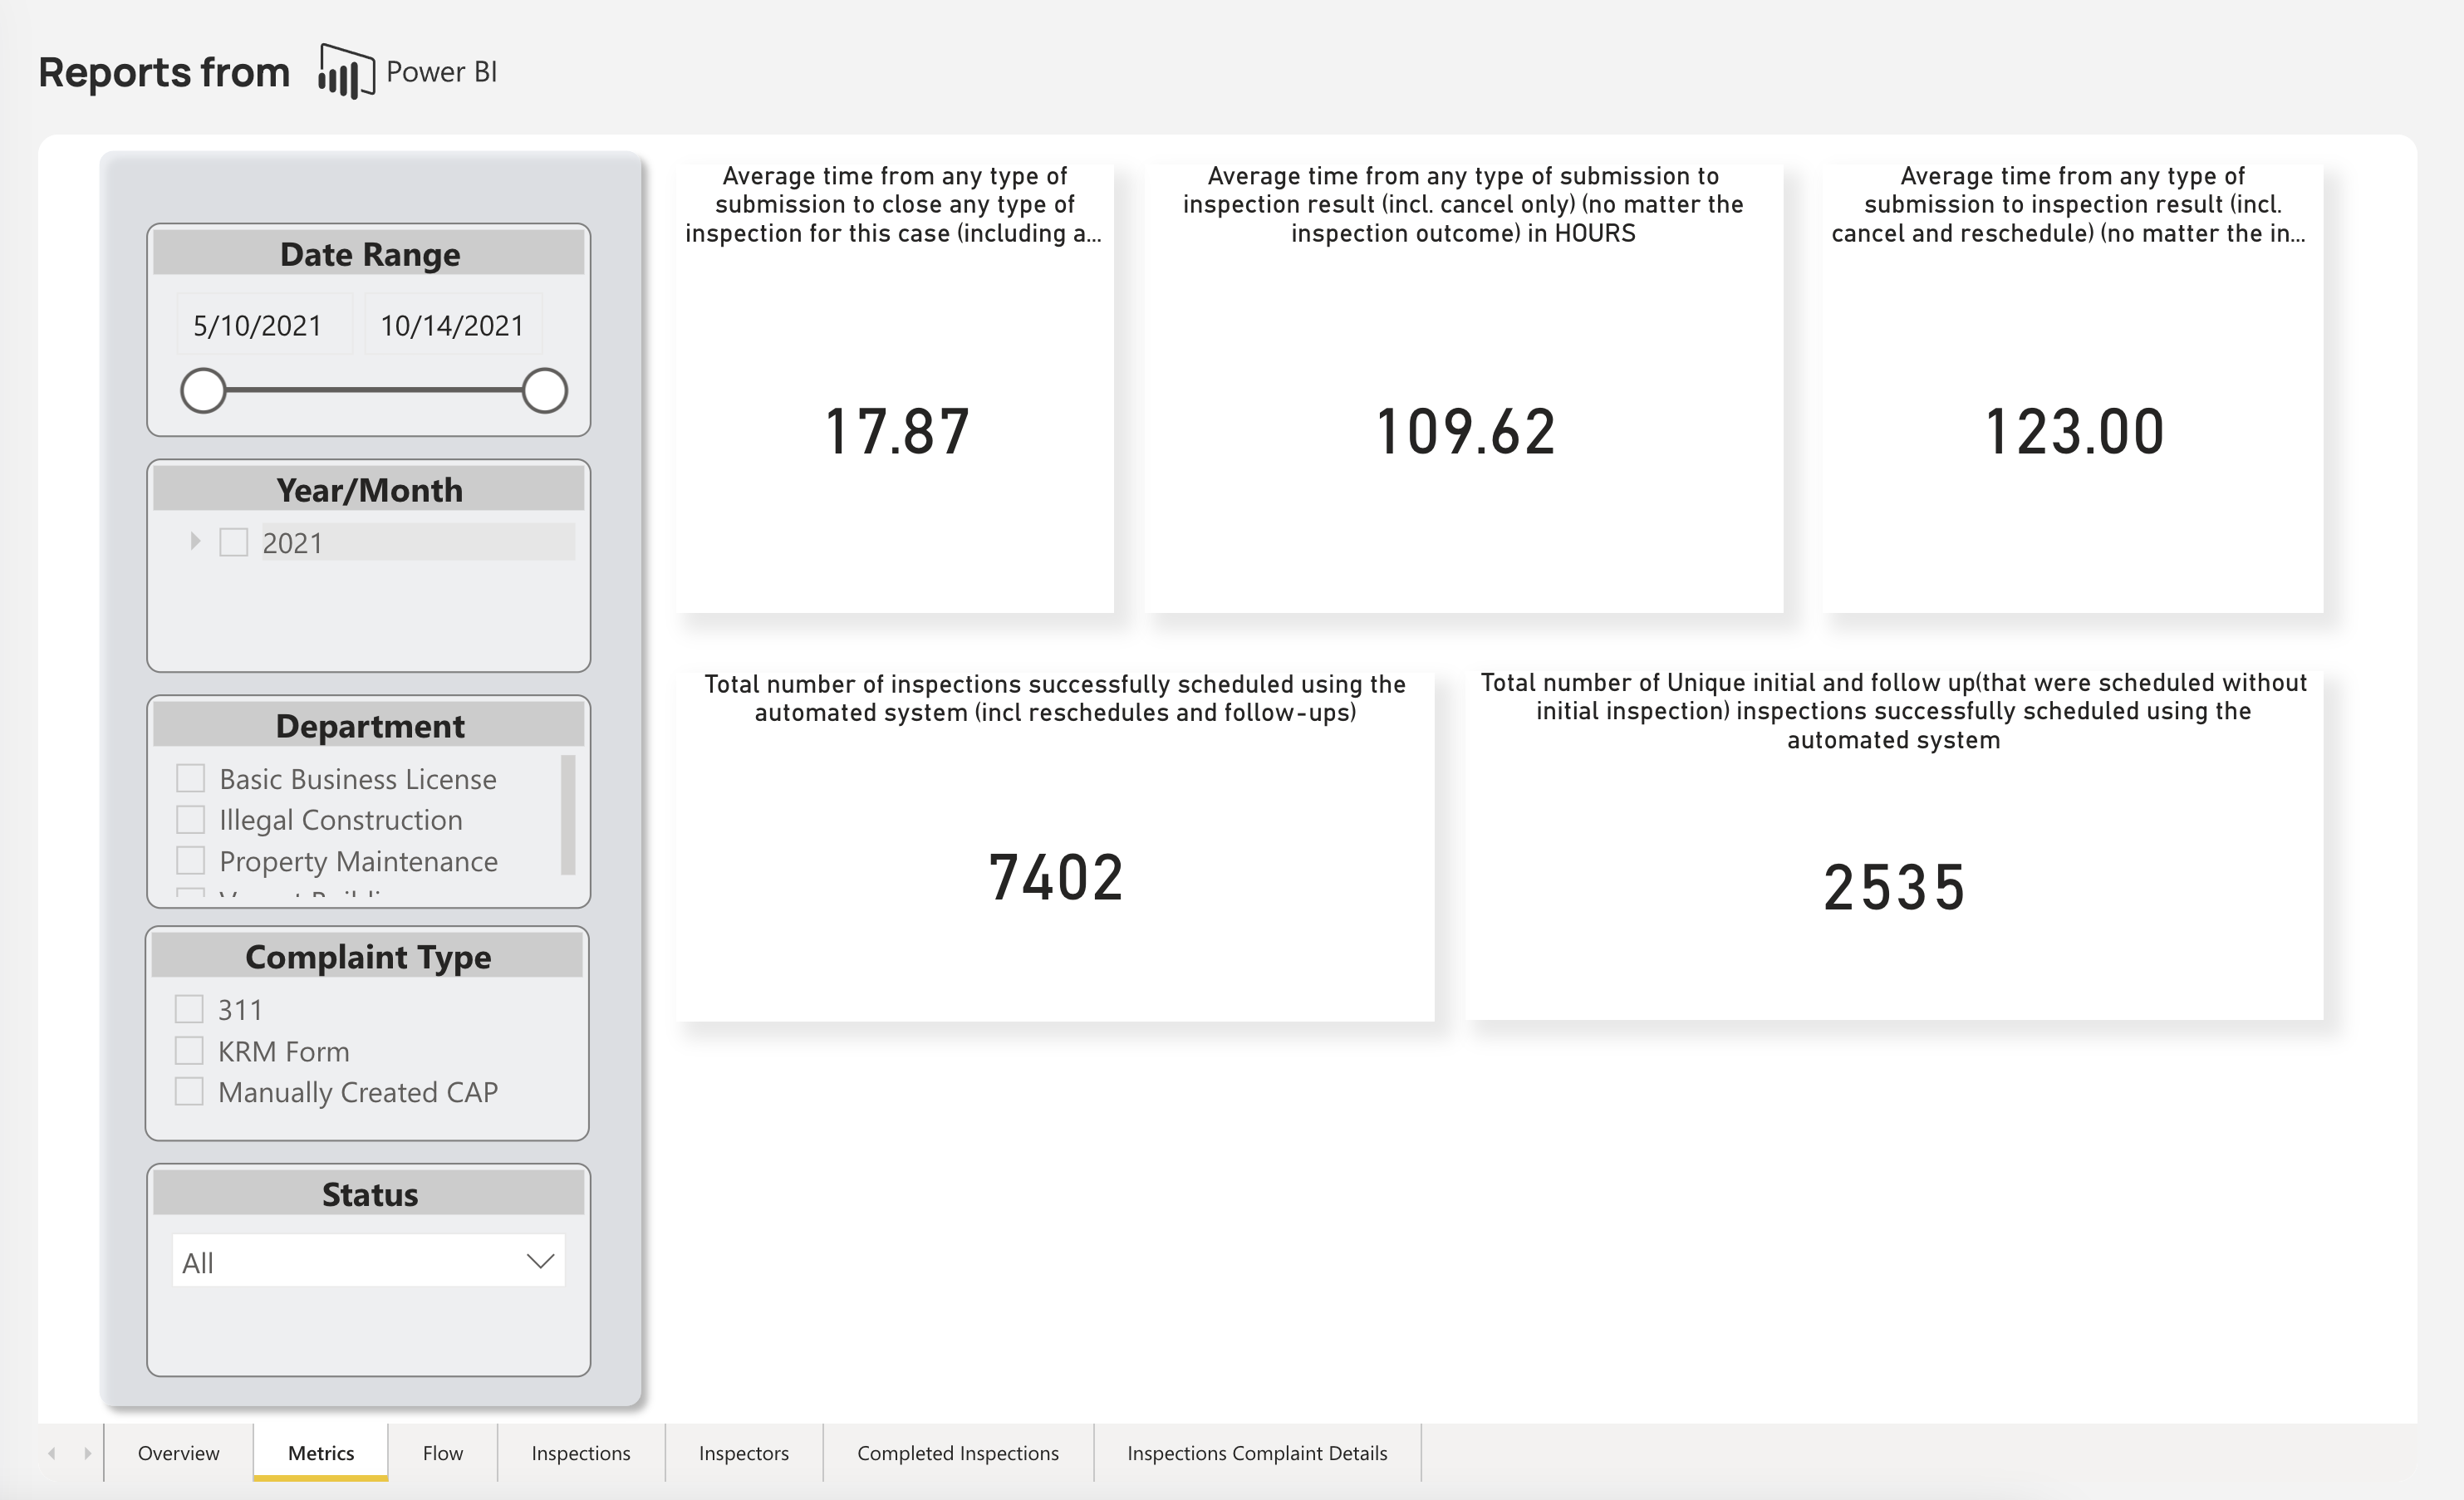 Reports from Power BI
Date Range
5/10/2021 10/14/2021
Year/Month
2021
Department
Basic Business License
Illegal Construction
Property Maintenance
Complaint Type
311
KRM Form
Manually Created CAP
Status
All
Average time from any type of
submission to close any type of
inspection for this case (including a...
17.87
Average time from any type of submission to
inspection result (incl. cancel only) (no matter the
inspection outcome) in HOURS
109.62
Average time from any type of
submission to inspection result (incl.
cancel and reschedule) (no matter the in...
123.00
Total number of inspections successfully scheduled using the
automated system (incl reschedules and follow-ups)
7402
Total number of Unique initial and follow up(that were scheduled without
initial inspection) inspections successfully scheduled using the
automated system
2535
Overview Metrics Flow Inspections Inspectors Completed Inspections Inspections Complaint Details